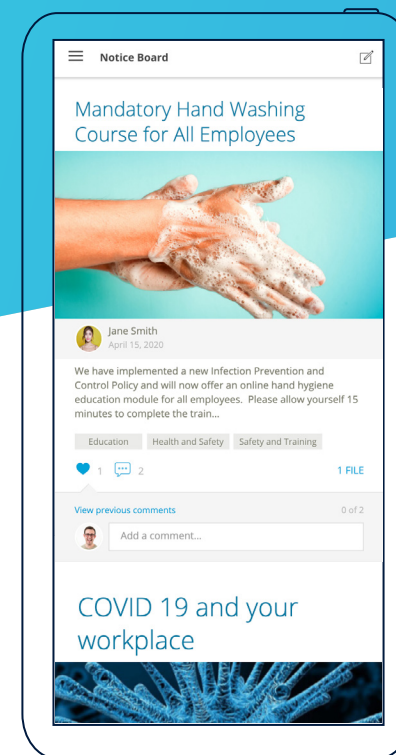 Notice Board
Mandatory Hand Washing
Course for All Employees
Jane Smith
April 15, 2020
We have implemented a new Infection Prevention and
Control Policy and will now offer an online hand hygiene
education module for all employees. Please allow yourself 15
minutes to complete the train...
Education Health and Safety Safety and Training
1 2 1 FILE
View previous comments 0 of 2
Add a comment...
COVID 19 and your
workplace